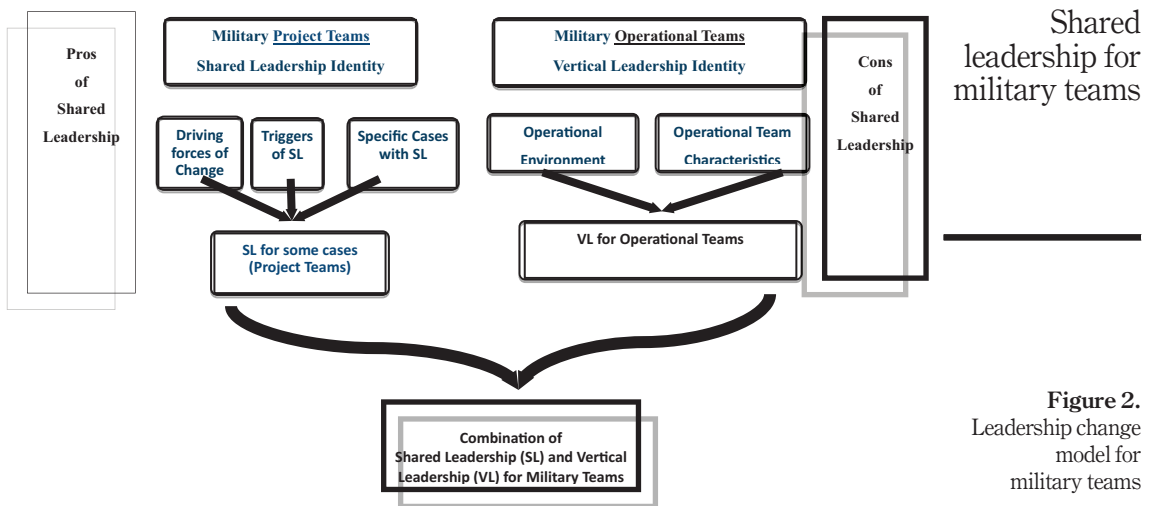 Shared
leadership for
military teams
Pros
of
Shared
Leadership
Military Project Teams
Shared Leadership Identity
Military Operational Teams
Vertical Leadership Identity
Cons
of
Shared
Leadership
Driving
forces of
Change
Triggers
of SL
Specific Cases
with SL
Operational
Environment
Operational Team
Characteristics
SL for some cases
(Project Teams)
VL for Operational Teams
Combination of
Shared Leadership (SL) and Vertical
Leadership (VL) for Military Teams
Figure 2.
Leadership change
model for
military teams